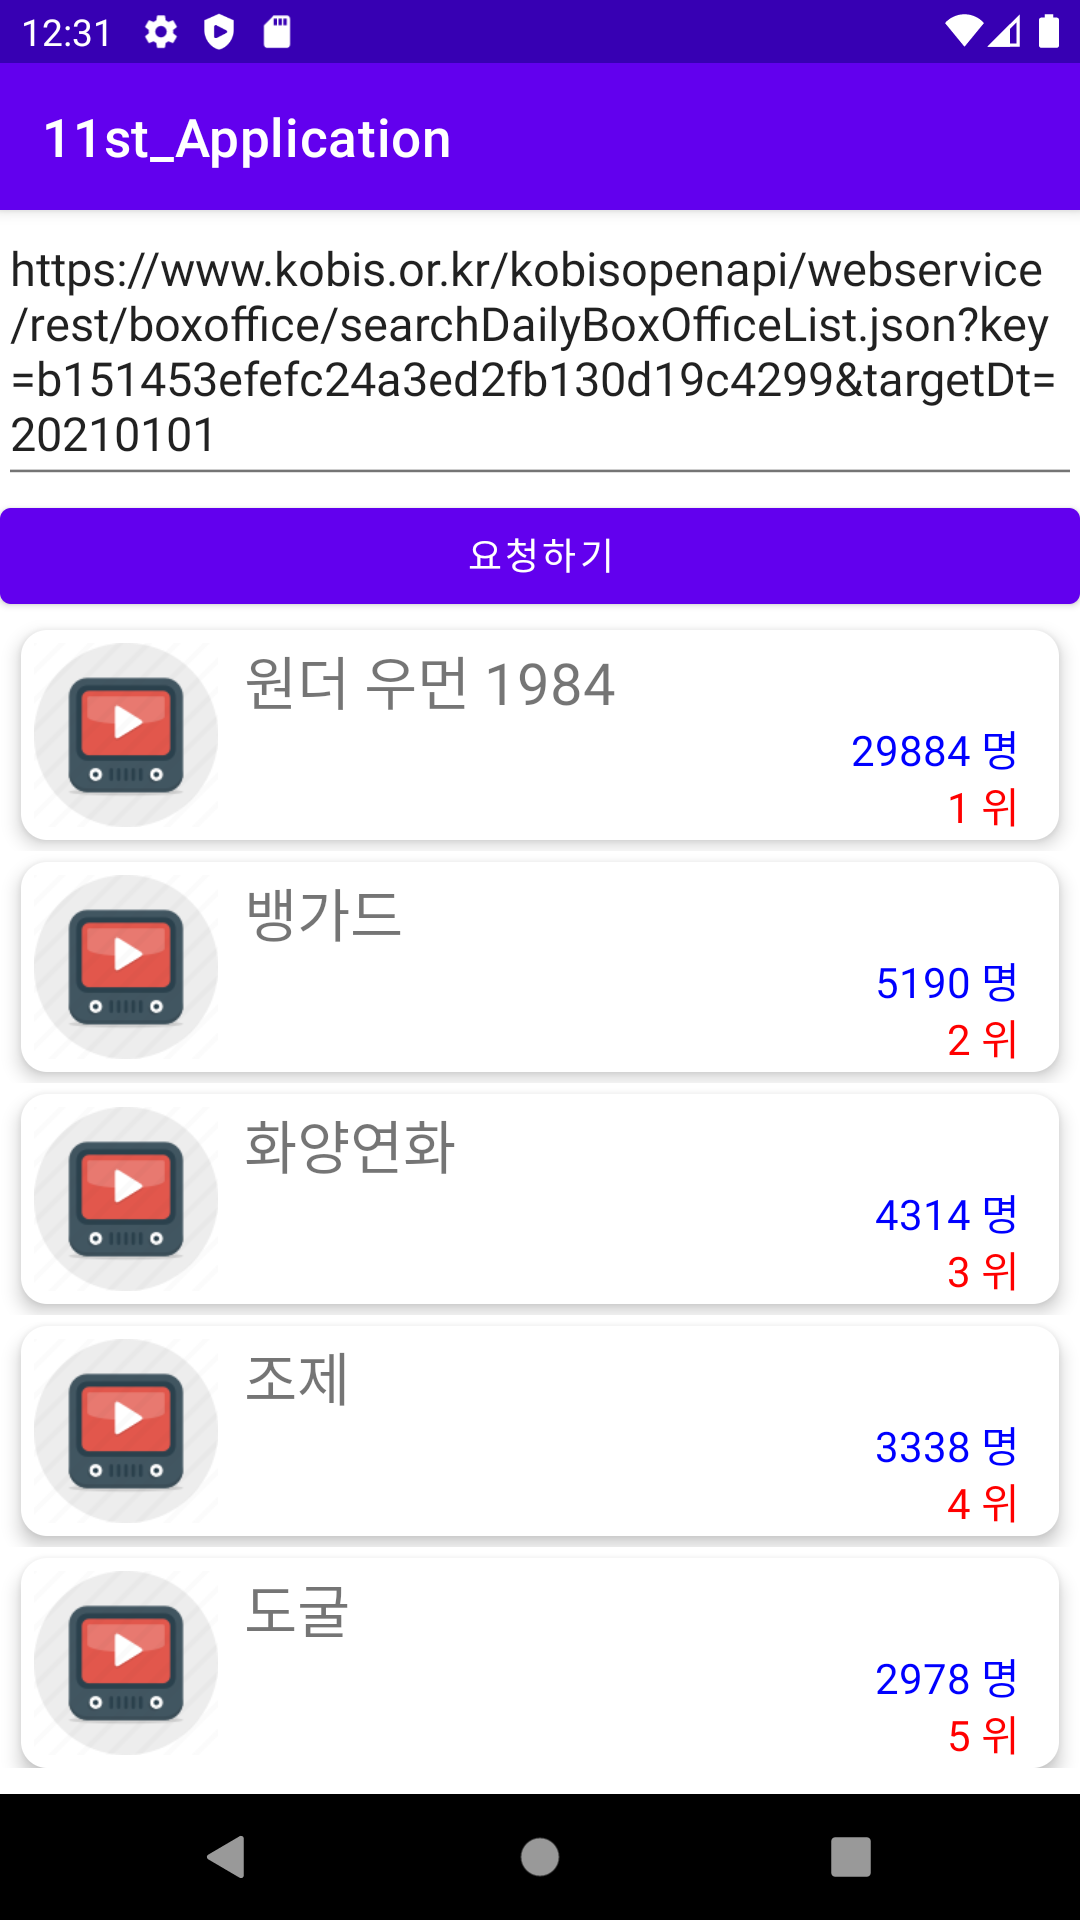 12:31
11st_Application
https://www.kobis.or.kr/kobisopenapi/webservice
/rest/boxoffice/searchDailyBoxOfficeList.json?key
=b151453efefc24a3ed2fb130d19c4299&targetDt=
20210101
요청하기
원더 우먼 1984
29884 명
1 위
뱅가드
5190 명
2 위
화양연화
4314 명
3 위
조제
3338 명
4 위
도굴
2978 명
5 위